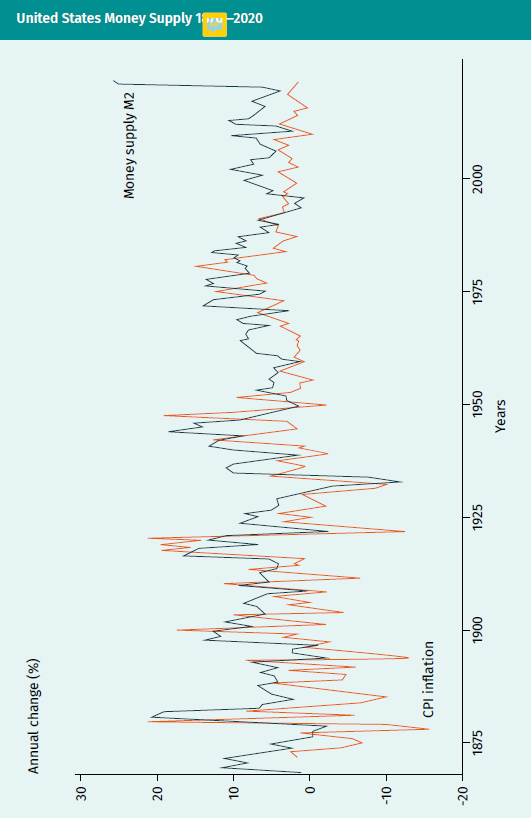 United States Money Supply 1870–2020
Money supply M2
2000
1975
Years
1950
1925
1900
CPI inflation
Annual change (%)
1875
30
20
10
0
-10
-20